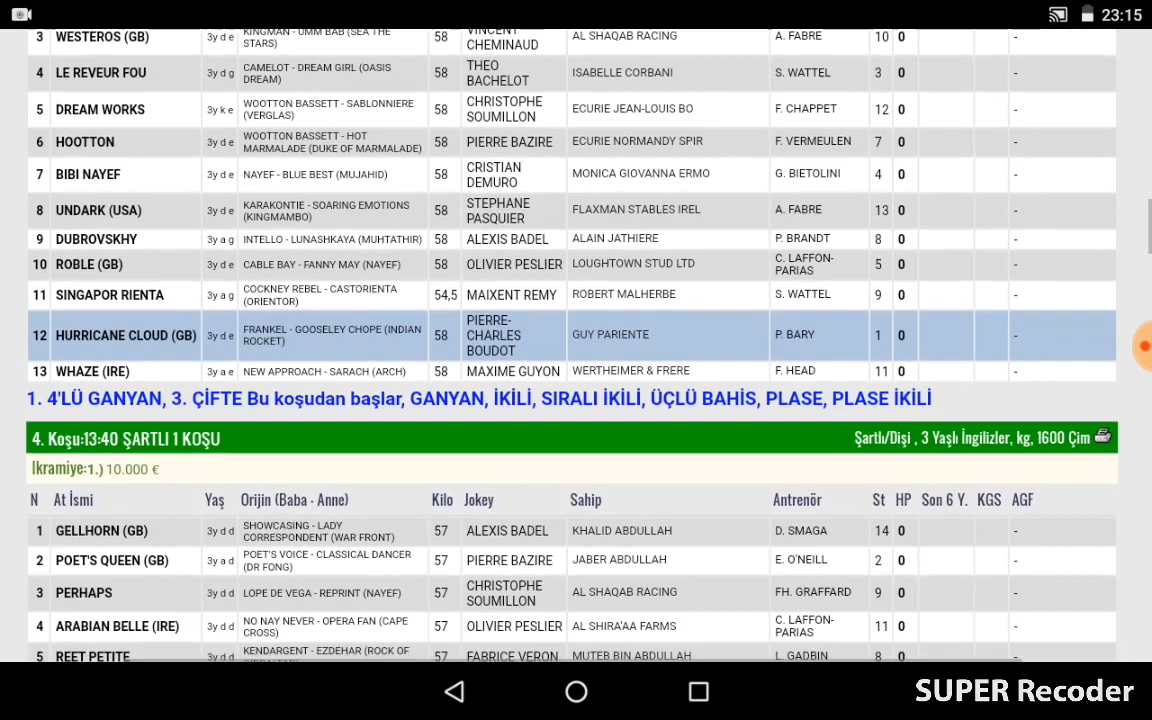 23:15
3 WESTEROS (GB) 3y d e KINGMAN - UMM BAB (SEA THE STARS) 58 VINCENT CHEMINAUD AL SHAQAB RACING A. FABRE 10 0 -
4 LE REVEUR FOU 3y d g CAMELOT - DREAM GIRL (OASIS DREAM) 58 THEO BACHELOT ISABELLE CORBANI S. WATTEL 3 0 -
5 DREAM WORKS 3y k e WOOTTON BASSETT - SABLONNIERE (VERGLAS) 58 CHRISTOPHE SOUMILLON ECURIE JEAN-LOUIS BO F. CHAPPET 12 0 -
6 HOOTTON 3y d e WOOTTON BASSETT - HOT MARMALADE (DUKE OF MARMALADE) 58 PIERRE BAZIRE ECURIE NORMANDY SPIR F. VERMEULEN 7 0 -
7 BIBI NAYEF 3y d e NAYEF - BLUE BEST (MUJAHID) 58 CRISTIAN DEMURO MONICA GIOVANNA ERMO G. BIETOLINI 4 0 -
8 UNDARK (USA) 3y d e KARAKONTIE - SOARING EMOTIONS (KINGMAMBO) 58 STEPHANE PASQUIER FLAXMAN STABLES IREL A. FABRE 13 0 -
9 DUBROVSKHY 3y a g INTELLO - LUNASHKAYA (MUHTATHIR) 58 ALEXIS BADEL ALAIN JATHIERE P. BRANDT 8 0 -
10 ROBLE (GB) 3y d e CABLE BAY - FANNY MAY (NAYEF) 58 OLIVIER PESLIER LOUGHTOWN STUD LTD C. LAFFON-PARIAS 5 0 -
11 SINGAPOR RIENTA 3y a g COCKNEY REBEL - CASTORIENTA (ORIENTOR) 54,5 MAIXENT REMY ROBERT MALHERBE S. WATTEL 9 0 -
12 HURRICANE CLOUD (GB) 3y d e FRANKEL - GOOSELEY CHOPE (INDIAN ROCKET) 58 PIERRE-CHARLES BOUDOT GUY PARIENTE P. BARY 1 0 -
13 WHAZE (IRE) 3y a e NEW APPROACH - SARACH (ARCH) 58 MAXIME GUYON WERTHEIMER & FRERE F. HEAD 11 0 -
1. 4'LÜ GANYAN, 3. ÇİFTE Bu koşudan başlar, GANYAN, İKİLİ, SIRALI İKİLİ, ÜÇLÜ BAHİS, PLASE, PLASE İKİLİ
4. Koşu:13:40 ŞARTLI 1 KOŞU Şartlı/Dişi , 3 Yaşlı İngilizler, kg, 1600 Çim
Ikramiye:1.) 10.000 €
N At İsmi Yaş Orijin (Baba - Anne) Kilo Jokey Sahip Antrenör St HP Son 6 Y. KGS AGF
1 GELLHORN (GB) 3y d d SHOWCASING - LADY CORRESPONDENT (WAR FRONT) 57 ALEXIS BADEL KHALID ABDULLAH D. SMAGA 14 0 -
2 POET'S QUEEN (GB) 3y a d POET'S VOICE - CLASSICAL DANCER (DR FONG) 57 PIERRE BAZIRE JABER ABDULLAH E. O'NEILL 2 0 -
3 PERHAPS 3y d d LOPE DE VEGA - REPRINT (NAYEF) 57 CHRISTOPHE SOUMILLON AL SHAQAB RACING FH. GRAFFARD 9 0 -
4 ARABIAN BELLE (IRE) 3y d d NO NAY NEVER - OPERA FAN (CAPE CROSS) 57 OLIVIER PESLIER AL SHIRA'AA FARMS C. LAFFON-PARIAS 11 0 -
5 REET PETITE 3y d d KENDARGENT - EZDEHAR (ROCK OF 57 FABRICE VERON MUTEB BIN ABDULLAH L. GADBIN 8 0 -
SUPER Recoder